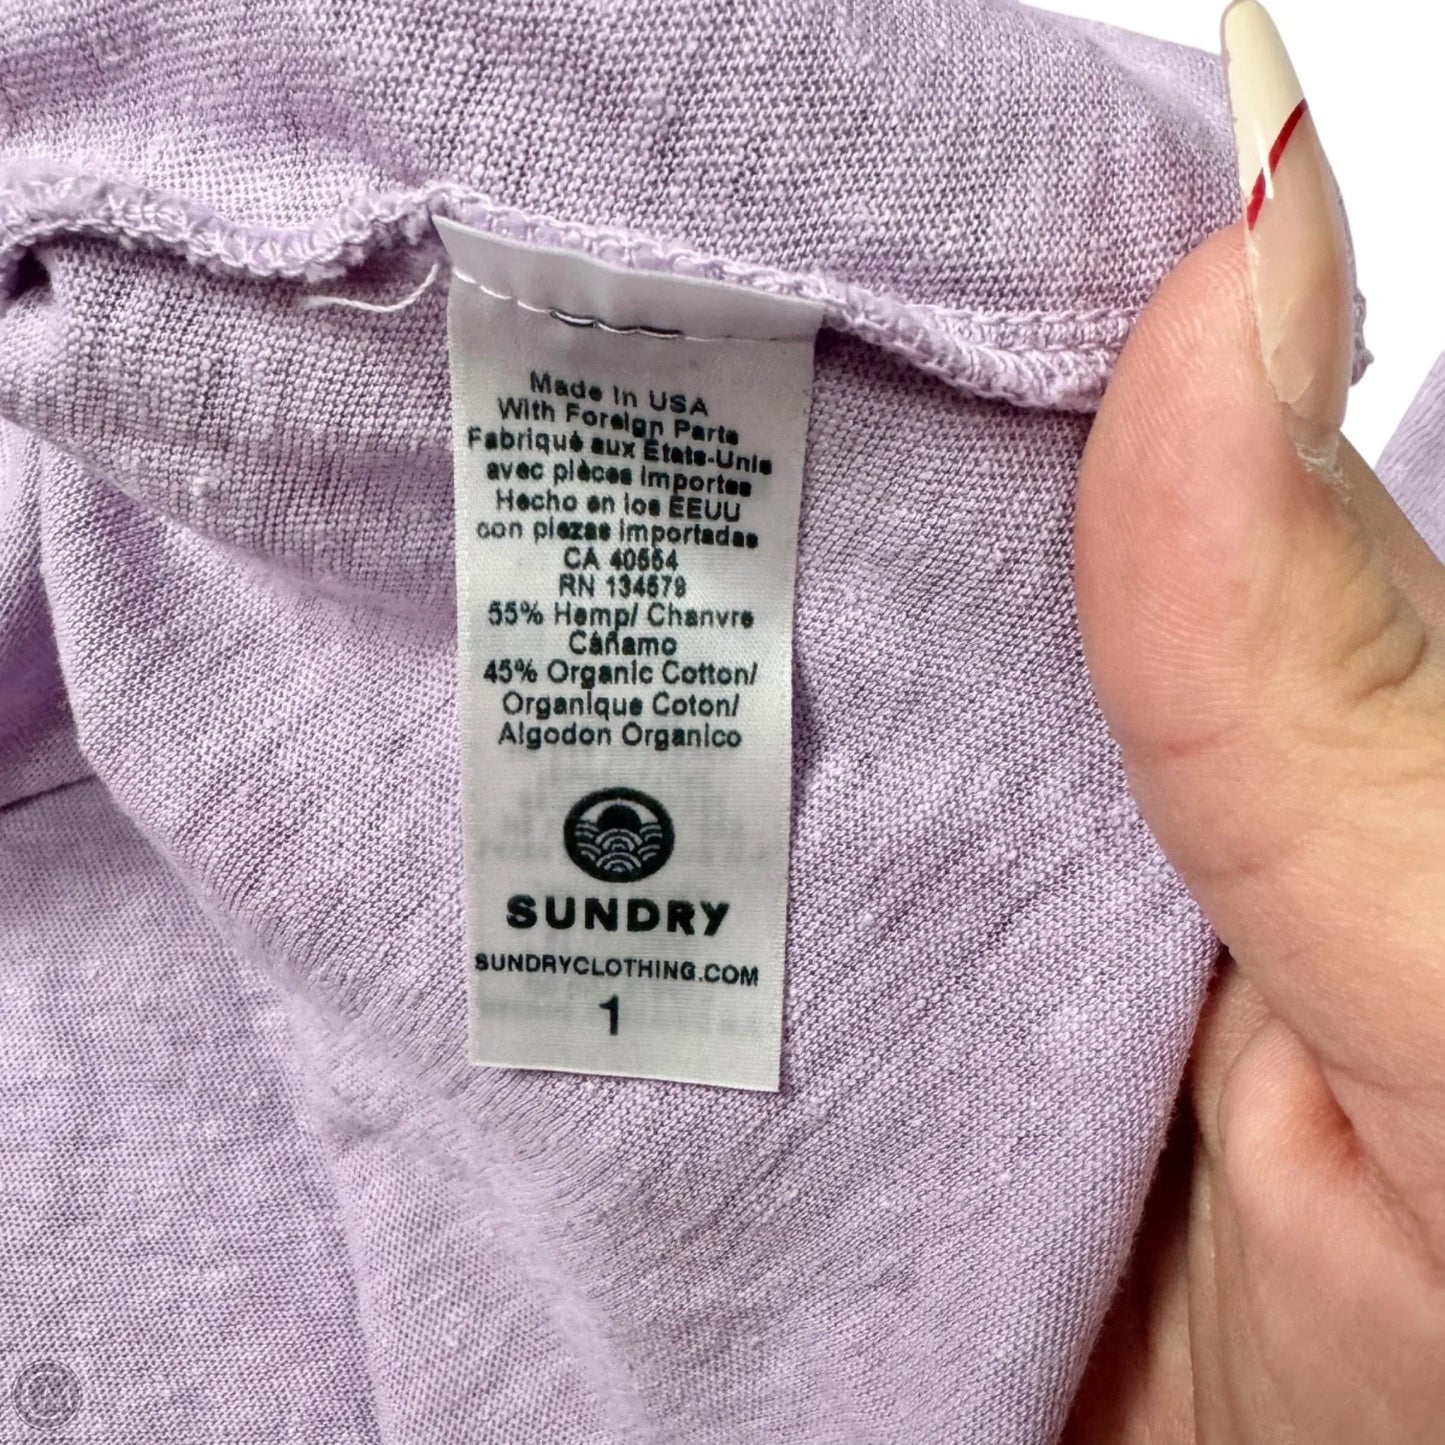 Made In USA
With Foreign Parts
Fabriqué aux États-Unis
avec pièces importes
Hecho en los EEUU
con piezas importadas
CA 40554
RN 134579
55% Hemp/ Chanvre
Cáñamo
45% Organic Cotton/
Organique Coton/
Algodon Organico
SUNDRY
SUNDRYCLOTHING.COM
1